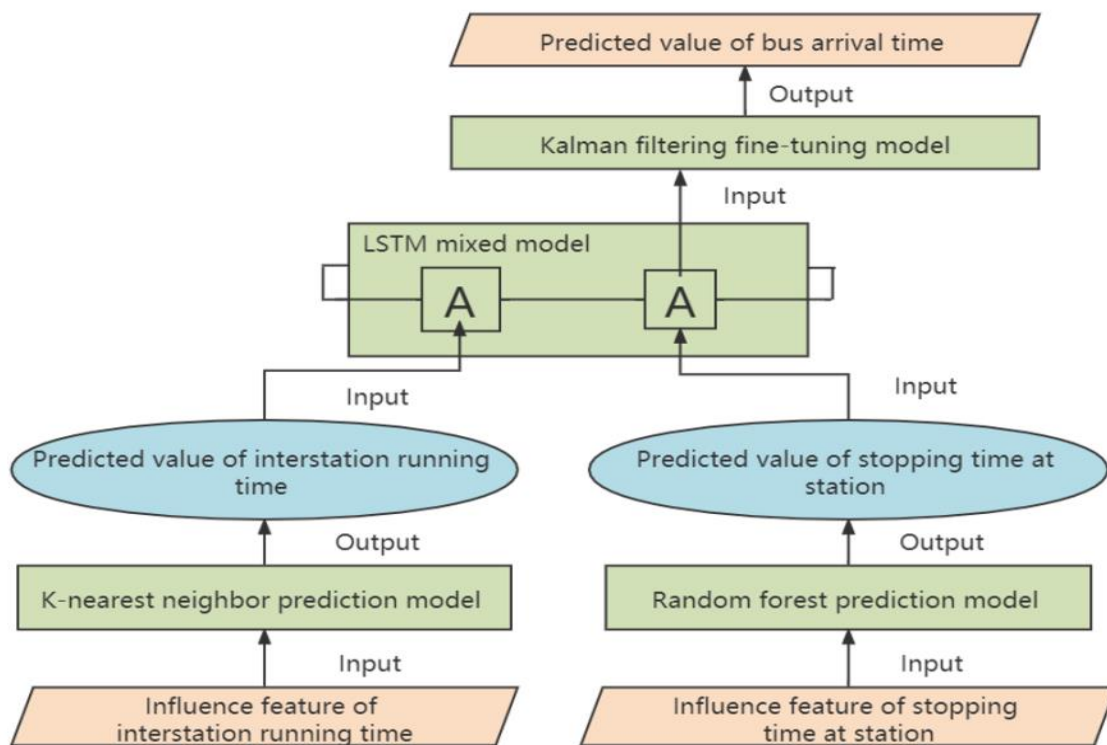 Predicted value of bus arrival time
Output
Kalman filtering fine-tuning model
Input
LSTM mixed model
A
A
Input
Input
Predicted value of interstation running
time
Predicted value of stopping time at
station
Output
Output
K-nearest neighbor prediction model
Random forest prediction model
Input
Input
Influence feature of
interstation running time
Influence feature of stopping
time at station